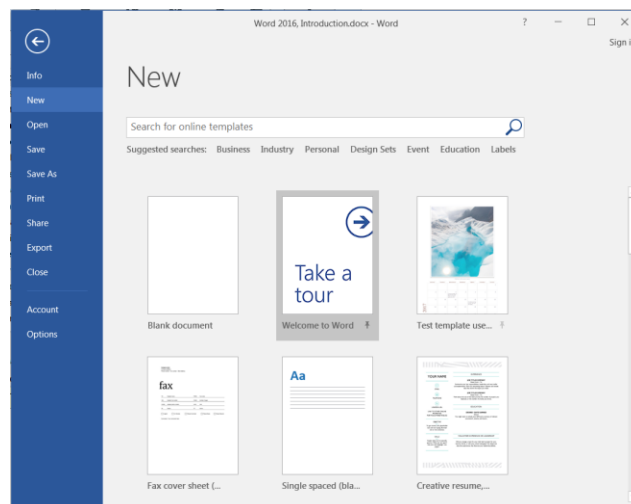 Word 2016, Introduction.docx - Word ?
Sign i
Info
New
Open
Save
Save As
Print
Share
Export
Close
Account
Options
New
Search for online templates
Suggested searches: Business Industry Personal Design Sets Event Education Labels
Take a
tour
Blank document
Welcome to Word
Test template use...
fax
Aa
YOUR NAME
Fax cover sheet (...
Single spaced (bla...
Creative resume,...